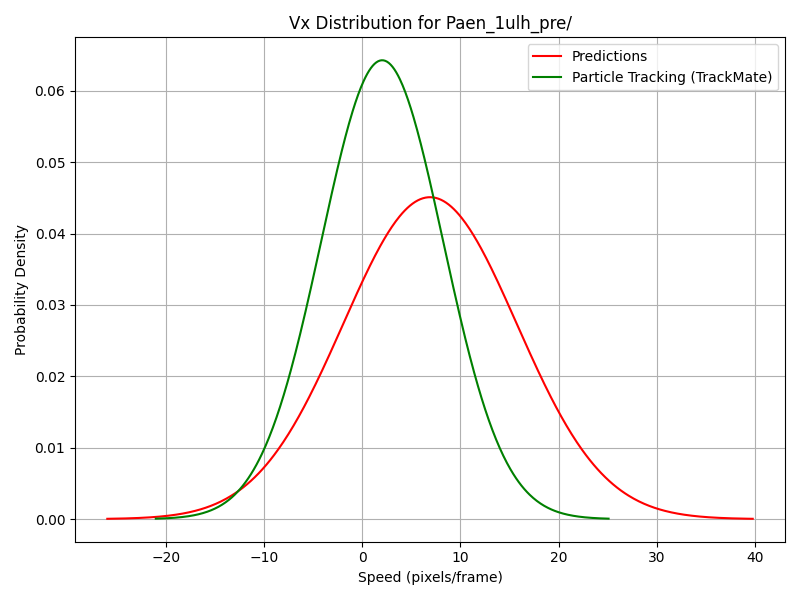 Vx Distribution for Paen_1ulh_pre/
Predictions
Particle Tracking (TrackMate)
Probability Density
0.06
0.05
0.04
0.03
0.02
0.01
0.00
−20 −10 0 10 20 30 40
Speed (pixels/frame)